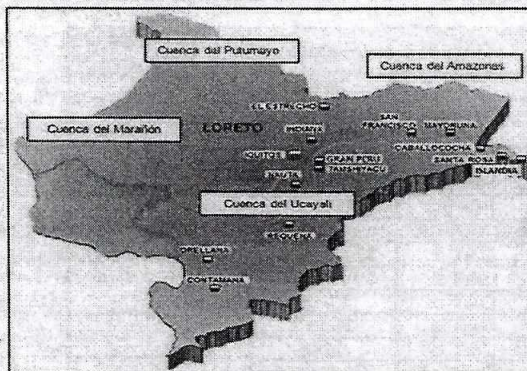 Cuenca del Putumayo
Cuenca del Amazonas
EL ESTRECHO
SAN
FRANCISCO
MAYORUNA
Cuenca del Marañón
LORETO
INDIANA
CABALLOCOCHA
IQUITOS
GRAN PERU
SANTA ROSA
TAMSHIYACU
ISLANDIA
NAUTA
Cuenca del Ucayali
REQUENA
ORELLANA
CONTAMANA